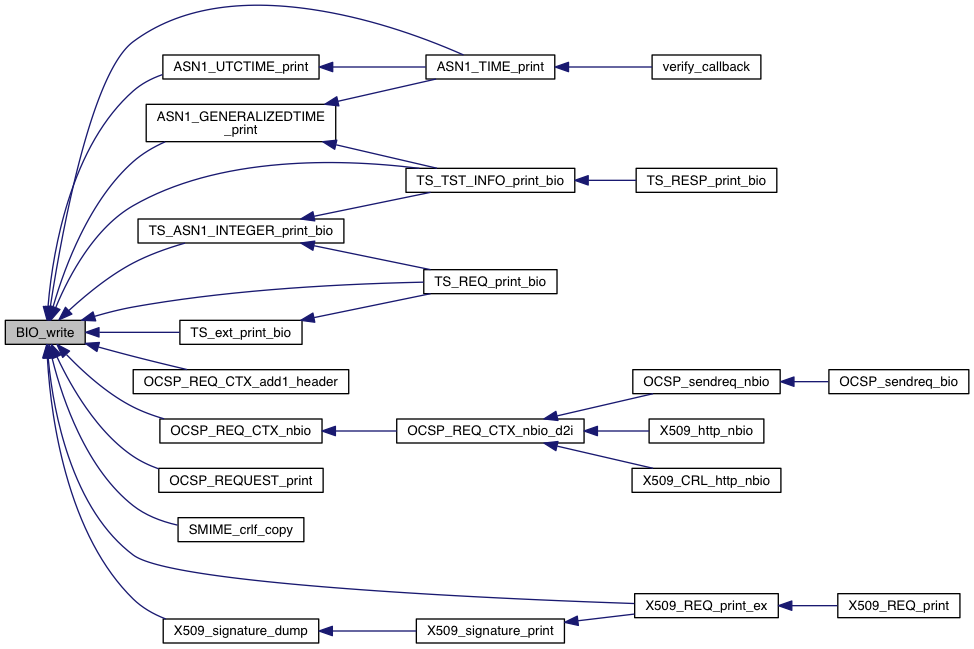 ASN1_UTCTIME_print
ASN1_TIME_print
verify_callback
ASN1_GENERALIZEDTIME
_print
TS_TST_INFO_print_bio
TS_RESP_print_bio
TS_ASN1_INTEGER_print_bio
TS_REQ_print_bio
BIO_write
TS_ext_print_bio
OCSP_REQ_CTX_add1_header
OCSP_sendreq_nbio
OCSP_sendreq_bio
OCSP_REQ_CTX_nbio
OCSP_REQ_CTX_nbio_d2i
X509_http_nbio
OCSP_REQUEST_print
X509_CRL_http_nbio
SMIME_crlf_copy
X509_REQ_print_ex
X509_REQ_print
X509_signature_dump
X509_signature_print